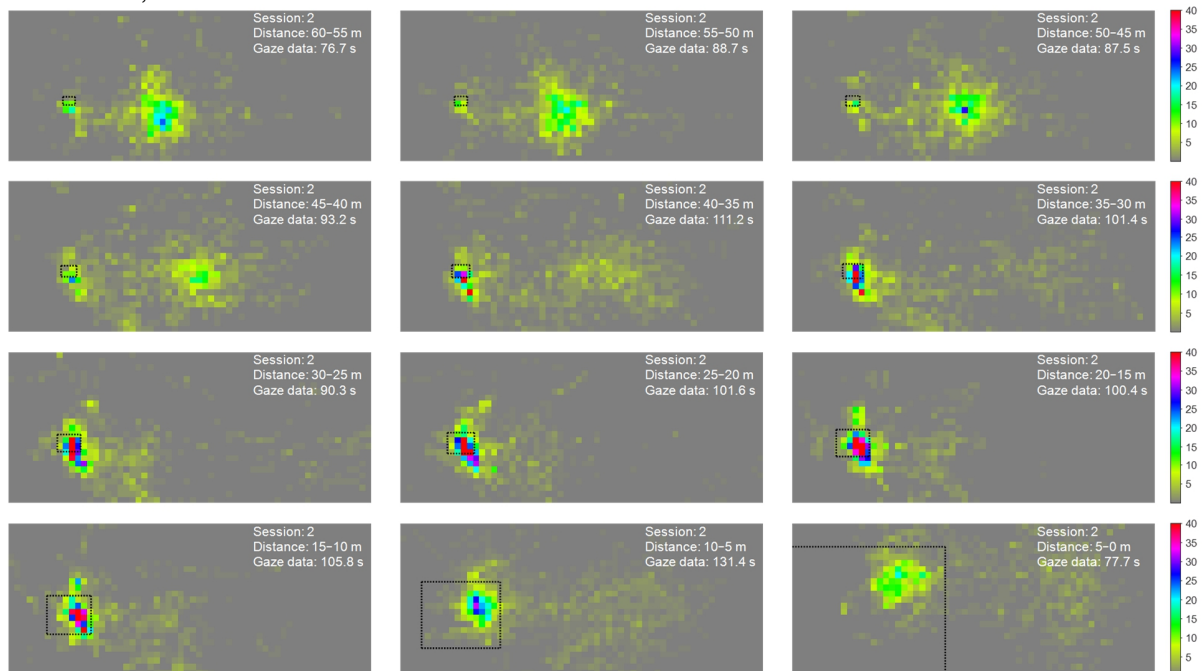 Session: 2
Distance: 60–55 m
Gaze data: 76.7 s
Session: 2
Distance: 55–50 m
Gaze data: 88.7 s
Session: 2
Distance: 50–45 m
Gaze data: 87.5 s
40
35
30
25
20
15
10
5
Session: 2
Distance: 45–40 m
Gaze data: 93.2 s
Session: 2
Distance: 40–35 m
Gaze data: 111.2 s
Session: 2
Distance: 35–30 m
Gaze data: 101.4 s
40
35
30
25
20
15
10
5
Session: 2
Distance: 30–25 m
Gaze data: 90.3 s
Session: 2
Distance: 25–20 m
Gaze data: 101.6 s
Session: 2
Distance: 20–15 m
Gaze data: 100.4 s
40
35
30
25
20
15
10
5
Session: 2
Distance: 15–10 m
Gaze data: 105.8 s
Session: 2
Distance: 10–5 m
Gaze data: 131.4 s
Session: 2
Distance: 5–0 m
Gaze data: 77.7 s
40
35
30
25
20
15
10
5